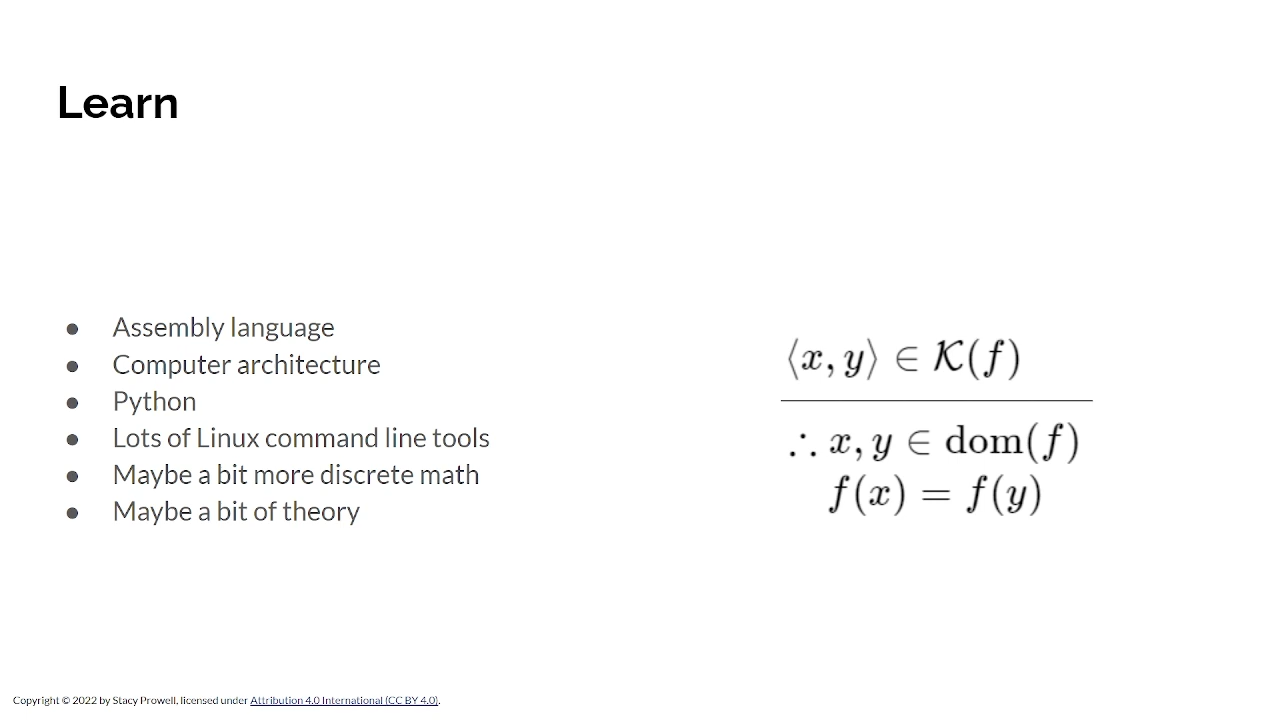 Learn
● Assembly language
● Computer architecture
● Python
● Lots of Linux command line tools
● Maybe a bit more discrete math
● Maybe a bit of theory
⟨x, y⟩ ∈ 𝒦(f)
∴ x, y ∈ dom(f)
f(x) = f(y)
Copyright © 2022 by Stacy Prowell, licensed under Attribution 4.0 International (CC BY 4.0).